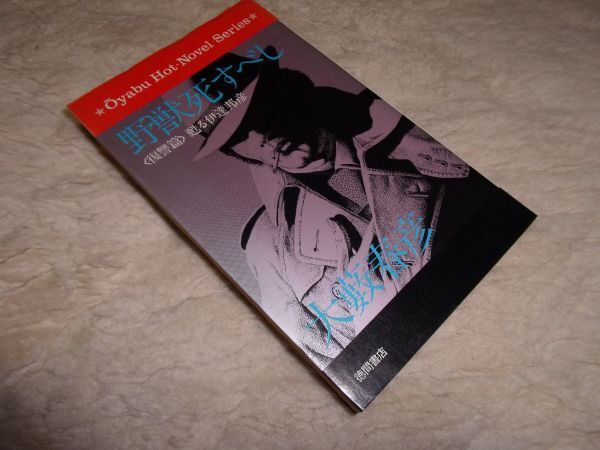 ★Ōyabu Hot-Novel Series★
野獣死すべし
〈復讐篇〉甦る伊達邦彦
大藪春彦
徳間書店